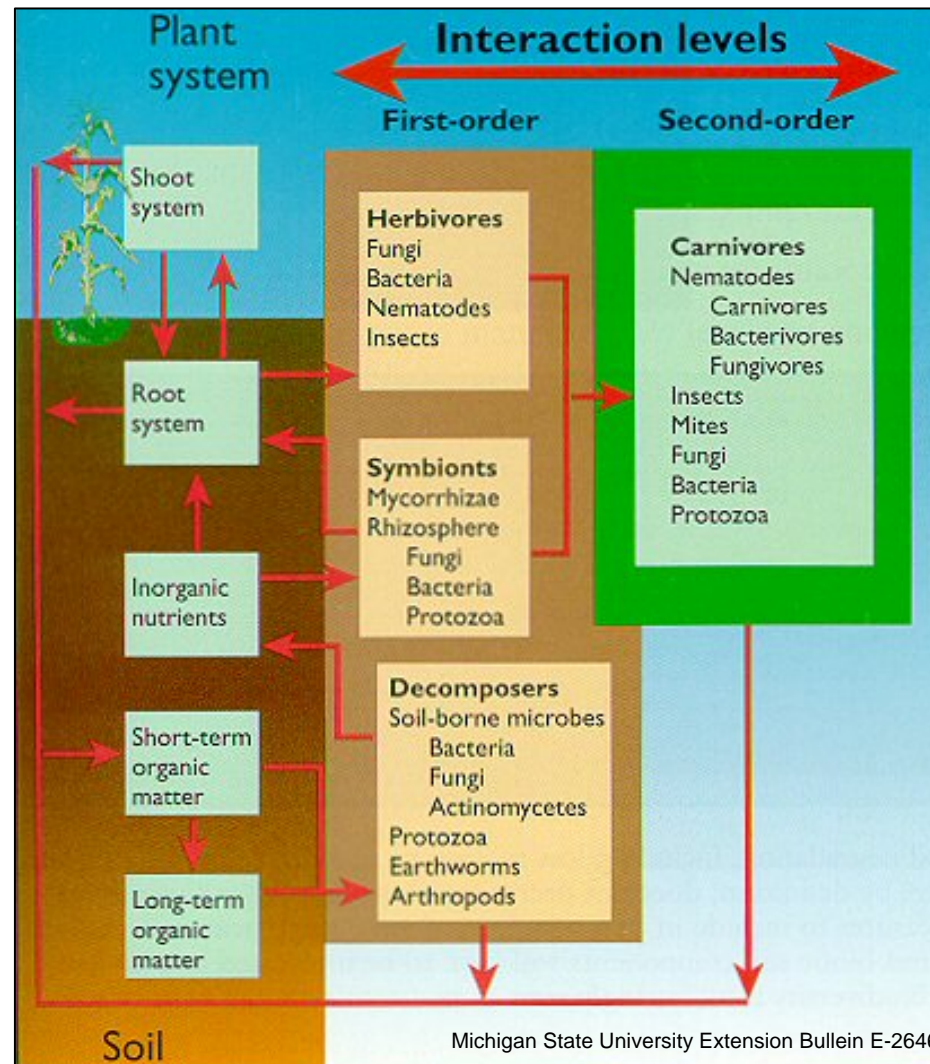 Plant
system
Interaction levels
First-order
Second-order
Shoot
system
Root
system
Inorganic
nutrients
Short-term
organic
matter
Long-term
organic
matter
Soil
Herbivores
Fungi
Bacteria
Nematodes
Insects
Symbionts
Mycorrhizae
Rhizosphere
Fungi
Bacteria
Protozoa
Decomposers
Soil-borne microbes
Bacteria
Fungi
Actinomycetes
Protozoa
Earthworms
Arthropods
Carnivores
Nematodes
Carnivores
Bacterivores
Fungivores
Insects
Mites
Fungi
Bacteria
Protozoa
Michigan State University Extension Bullein E-2646